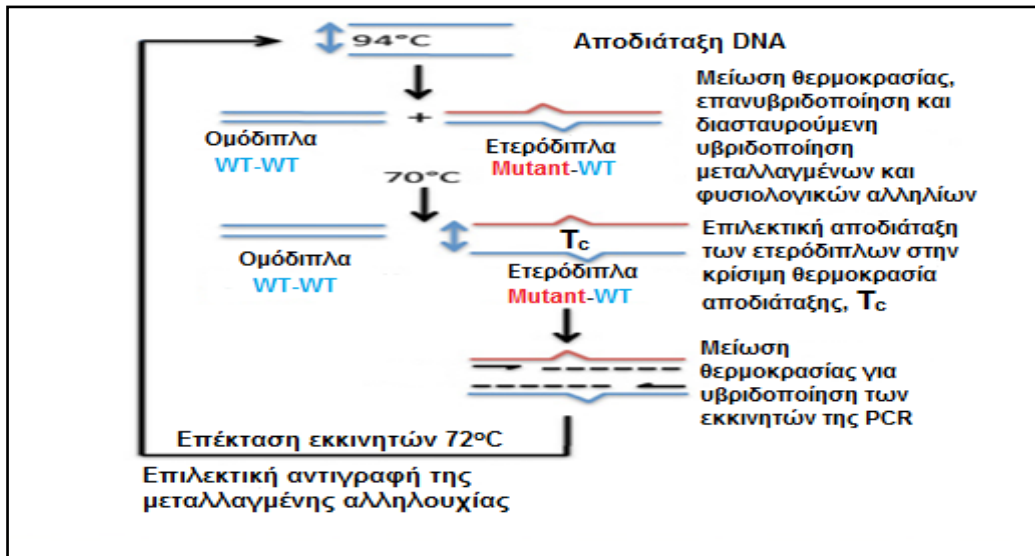 94°C
Αποδιάταξη DNA
Μείωση θερμοκρασίας,
επανυβριδοποίηση και
διασταυρούμενη
υβριδοποίηση
μεταλλαγμένων και
φυσιολογικών αλληλίων
+
Ομόδιπλα
WT-WT
Ετερόδιπλα
Mutant-WT
70°C
Tc
Ομόδιπλα
WT-WT
Ετερόδιπλα
Mutant-WT
Επιλεκτική αποδιάταξη
των ετερόδιπλων στην
κρίσιμη θερμοκρασία
αποδιάταξης, Tc
Μείωση
θερμοκρασίας για
υβριδοποίηση των
εκκινητών της PCR
Επέκταση εκκινητών 72ºC
Επιλεκτική αντιγραφή της
μεταλλαγμένης αλληλουχίας